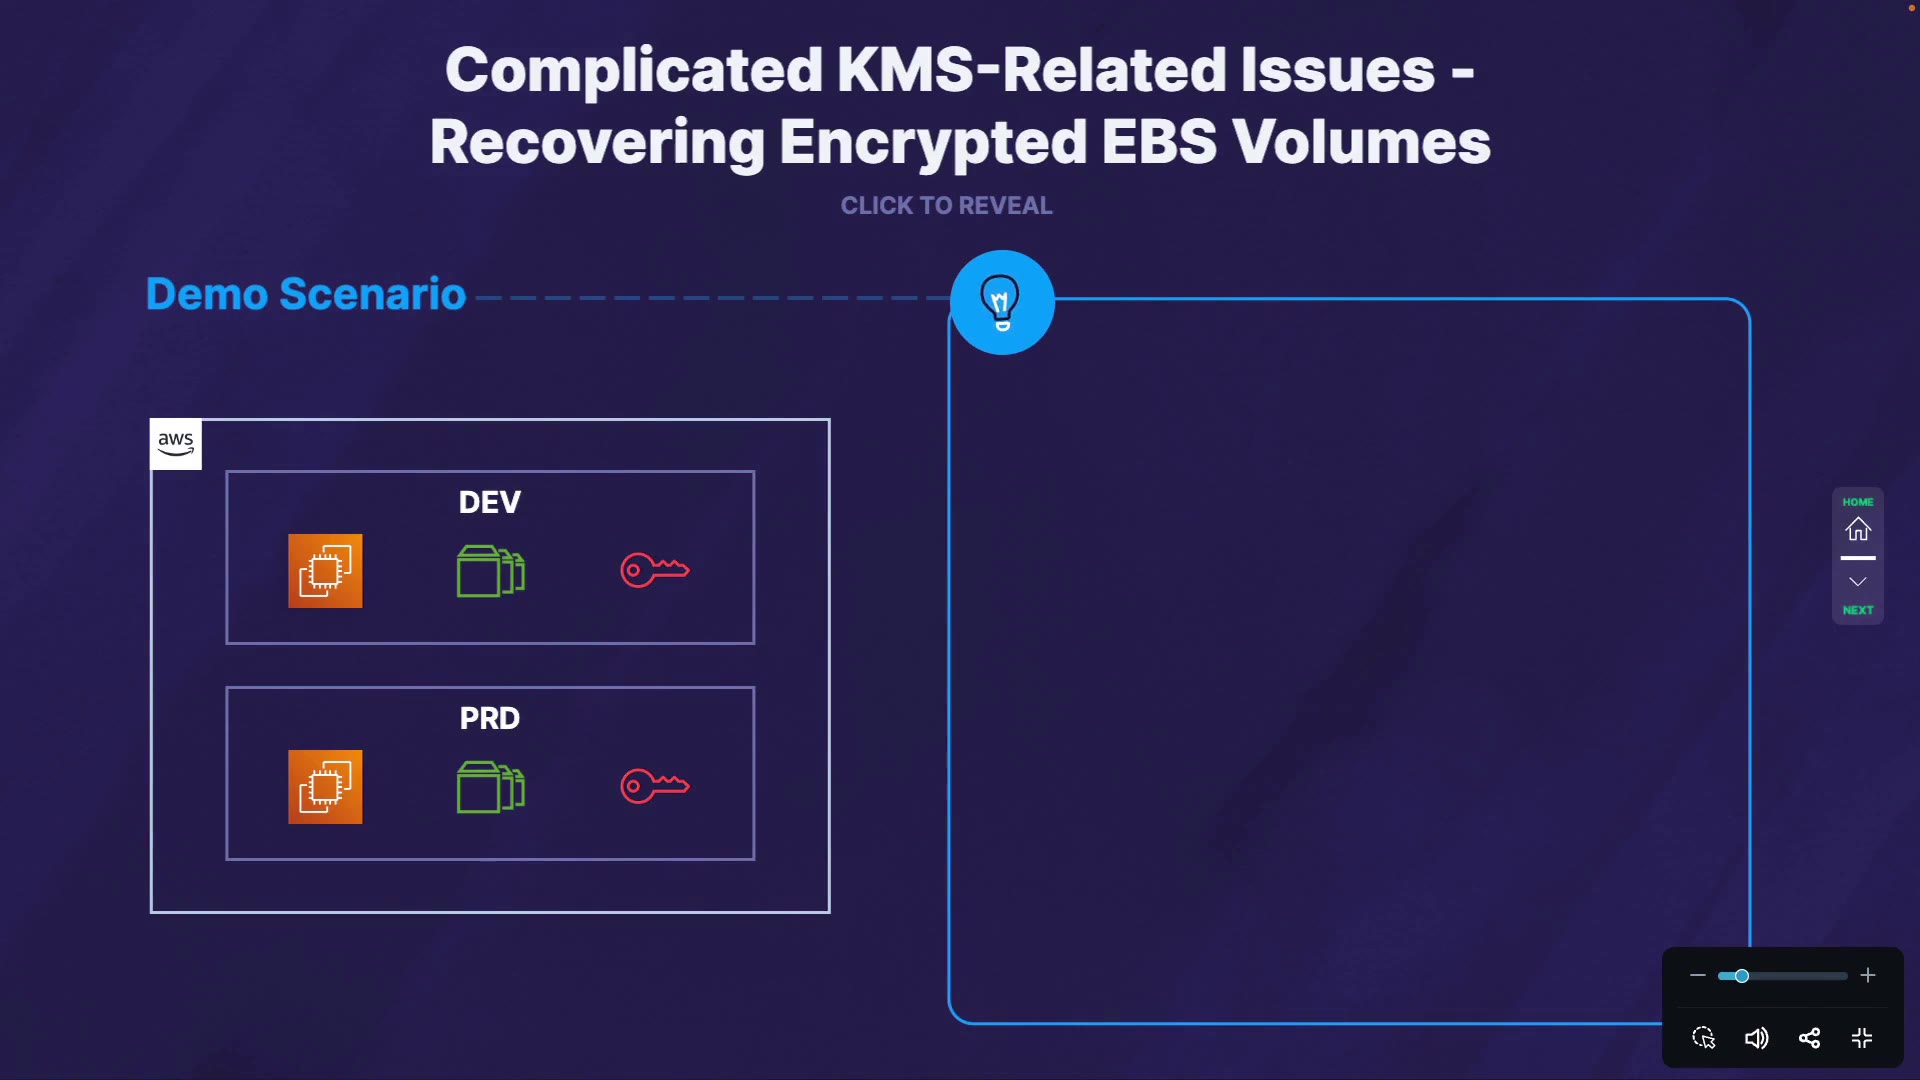 Complicated KMS-Related Issues -
Recovering Encrypted EBS Volumes
CLICK TO REVEAL
Demo Scenario
aws
DEV
PRD
HOME
NEXT